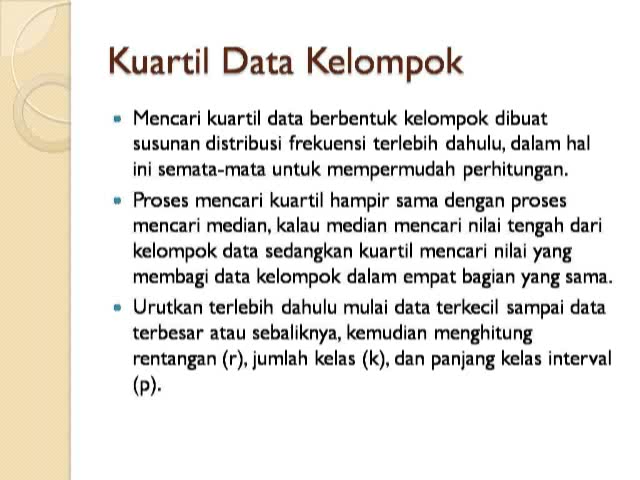 Kuartil Data Kelompok
Mencari kuartil data berbentuk kelompok dibuat
susunan distribusi frekuensi terlebih dahulu, dalam hal
ini semata-mata untuk mempermudah perhitungan.
Proses mencari kuartil hampir sama dengan proses
mencari median, kalau median mencari nilai tengah dari
kelompok data sedangkan kuartil mencari nilai yang
membagi data kelompok dalam empat bagian yang sama.
Urutkan terlebih dahulu mulai data terkecil sampai data
terbesar atau sebaliknya, kemudian menghitung
rentangan (r), jumlah kelas (k), dan panjang kelas interval
(p).